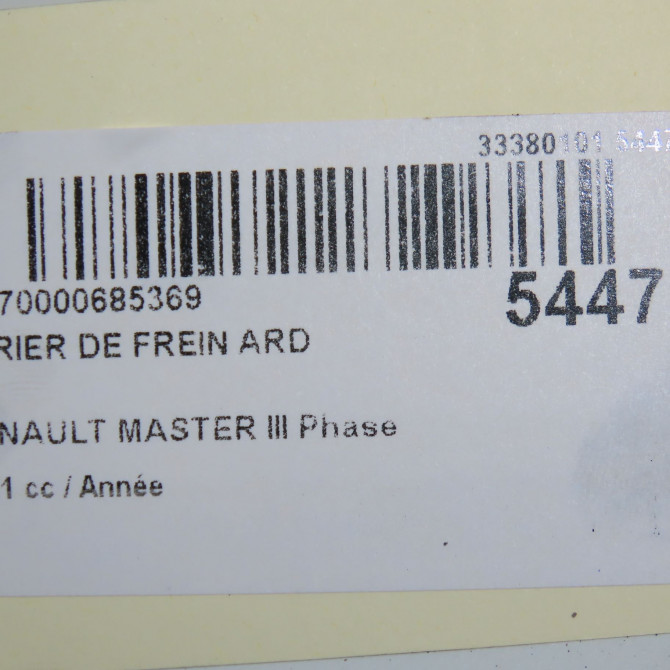 33380101 5447
70000685369
5447
RIER DE FREIN ARD
NAULT MASTER III Phase
1 cc / Année